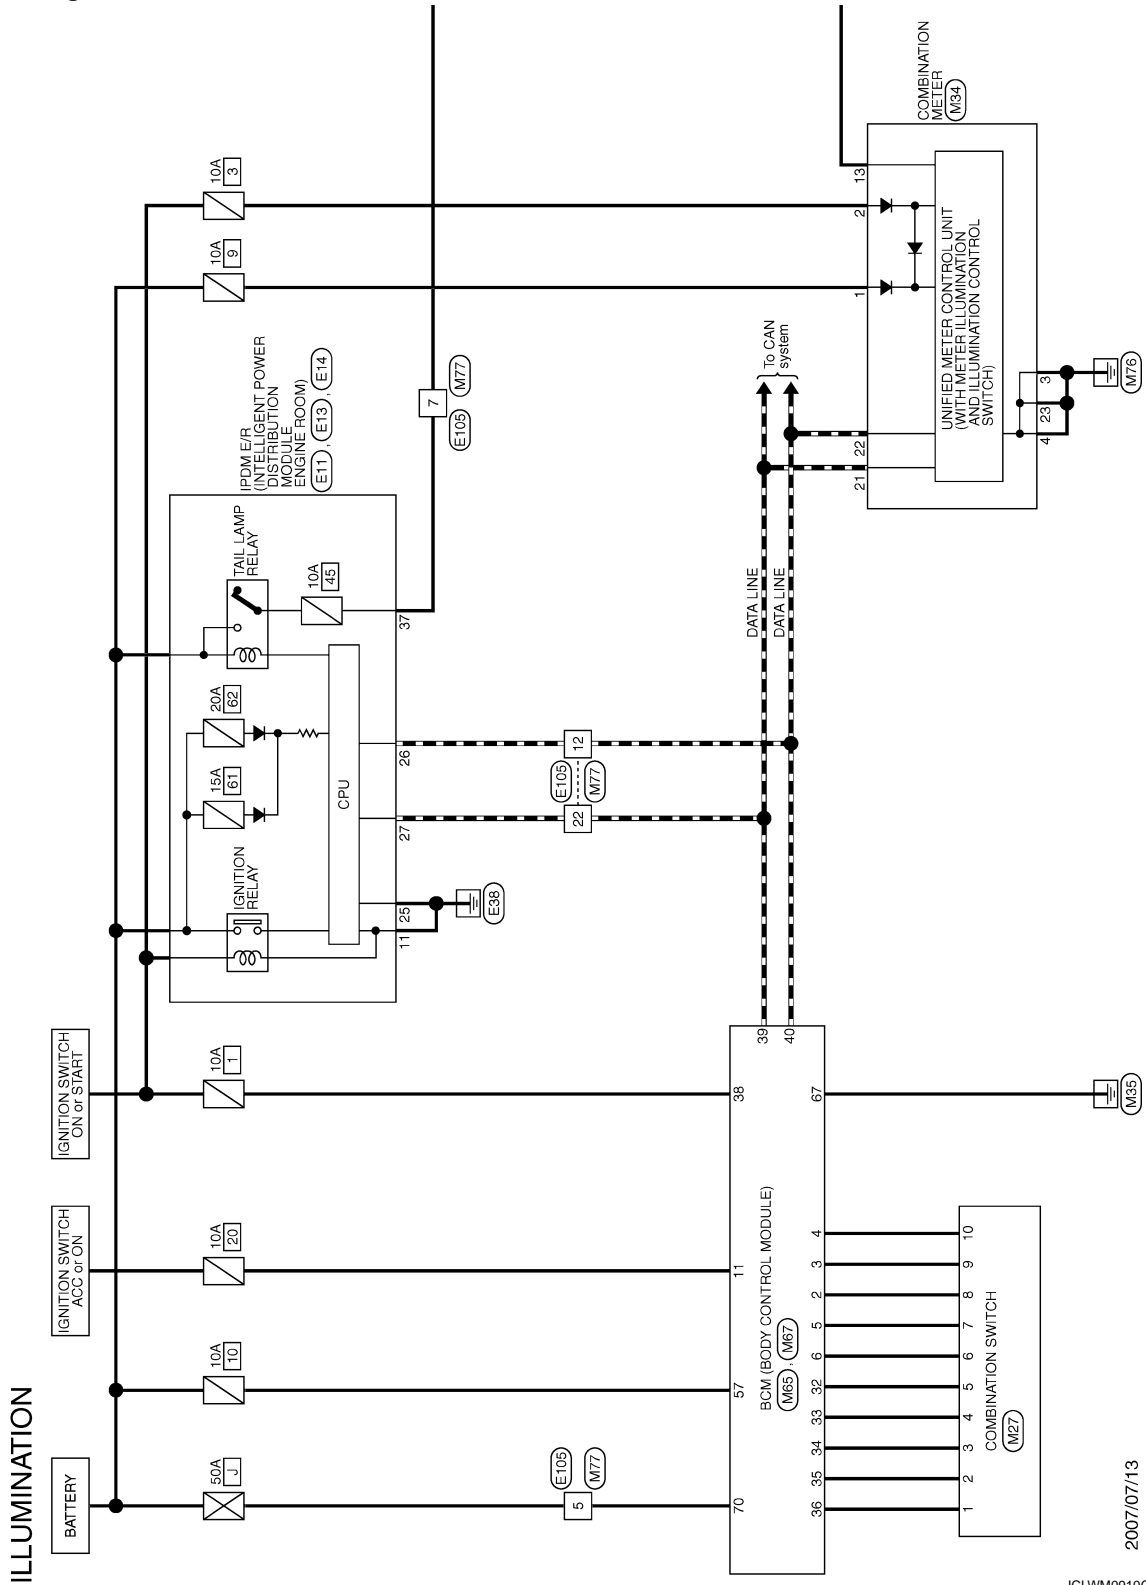 ILLUMINATION
BATTERY
IGNITION SWITCH
ACC or ON
IGNITION SWITCH
ON or START
50A
J
10A
10
10A
20
10A
1
10A
9
10A
3
IPDM E/R
(INTELLIGENT POWER
DISTRIBUTION
MODULE
ENGINE ROOM)
E11 , E13 , E14
IGNITION
RELAY
15A
61
20A
62
TAIL LAMP
RELAY
10A
45
CPU
11
25
27
26
37
E38
7
E105
M77
5
E105
M77
22
12
E105
M77
DATA LINE
DATA LINE
To CAN
system
70
57
11
38
39
40
BCM (BODY CONTROL MODULE)
M65 , M67
36
35
34
33
32
6
5
2
3
4
67
1
2
3
4
5
6
7
8
9
10
COMBINATION SWITCH
M27
M35
COMBINATION
METER
M34
21
22
1
2
13
UNIFIED METER CONTROL UNIT
(WITH METER ILLUMINATION
AND ILLUMINATION CONTROL
SWITCH)
4
23
3
M76
2007/07/13